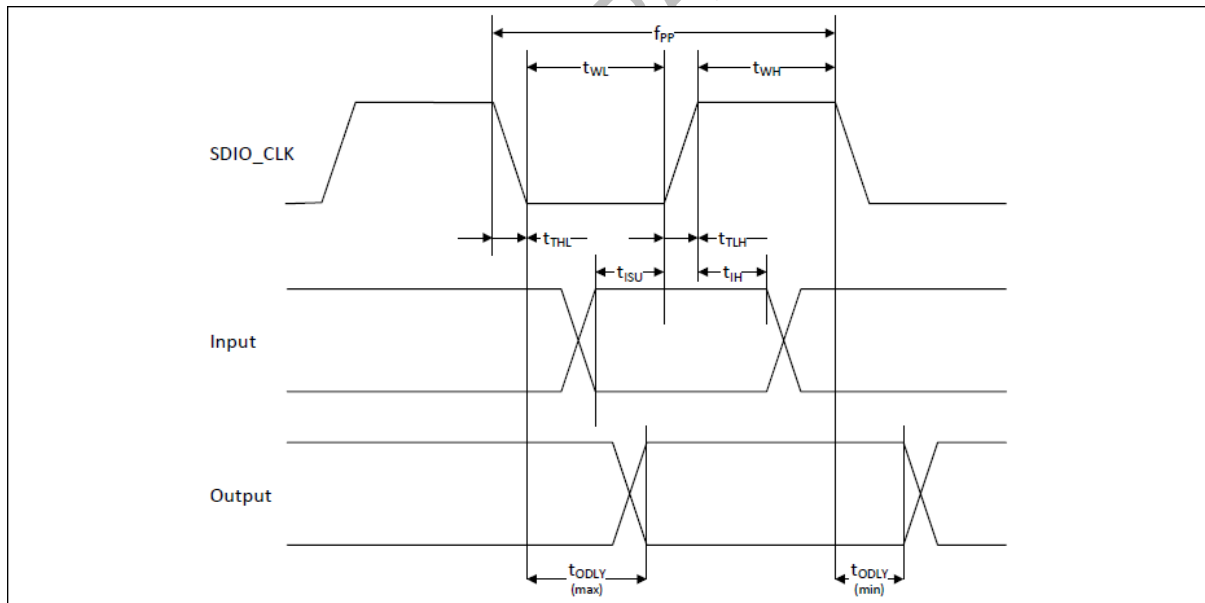 fPP
tWL tWH
SDIO_CLK
tTHL tTLH
tISU tIH
Input
Output
tODLY tODLY
(max) (min)